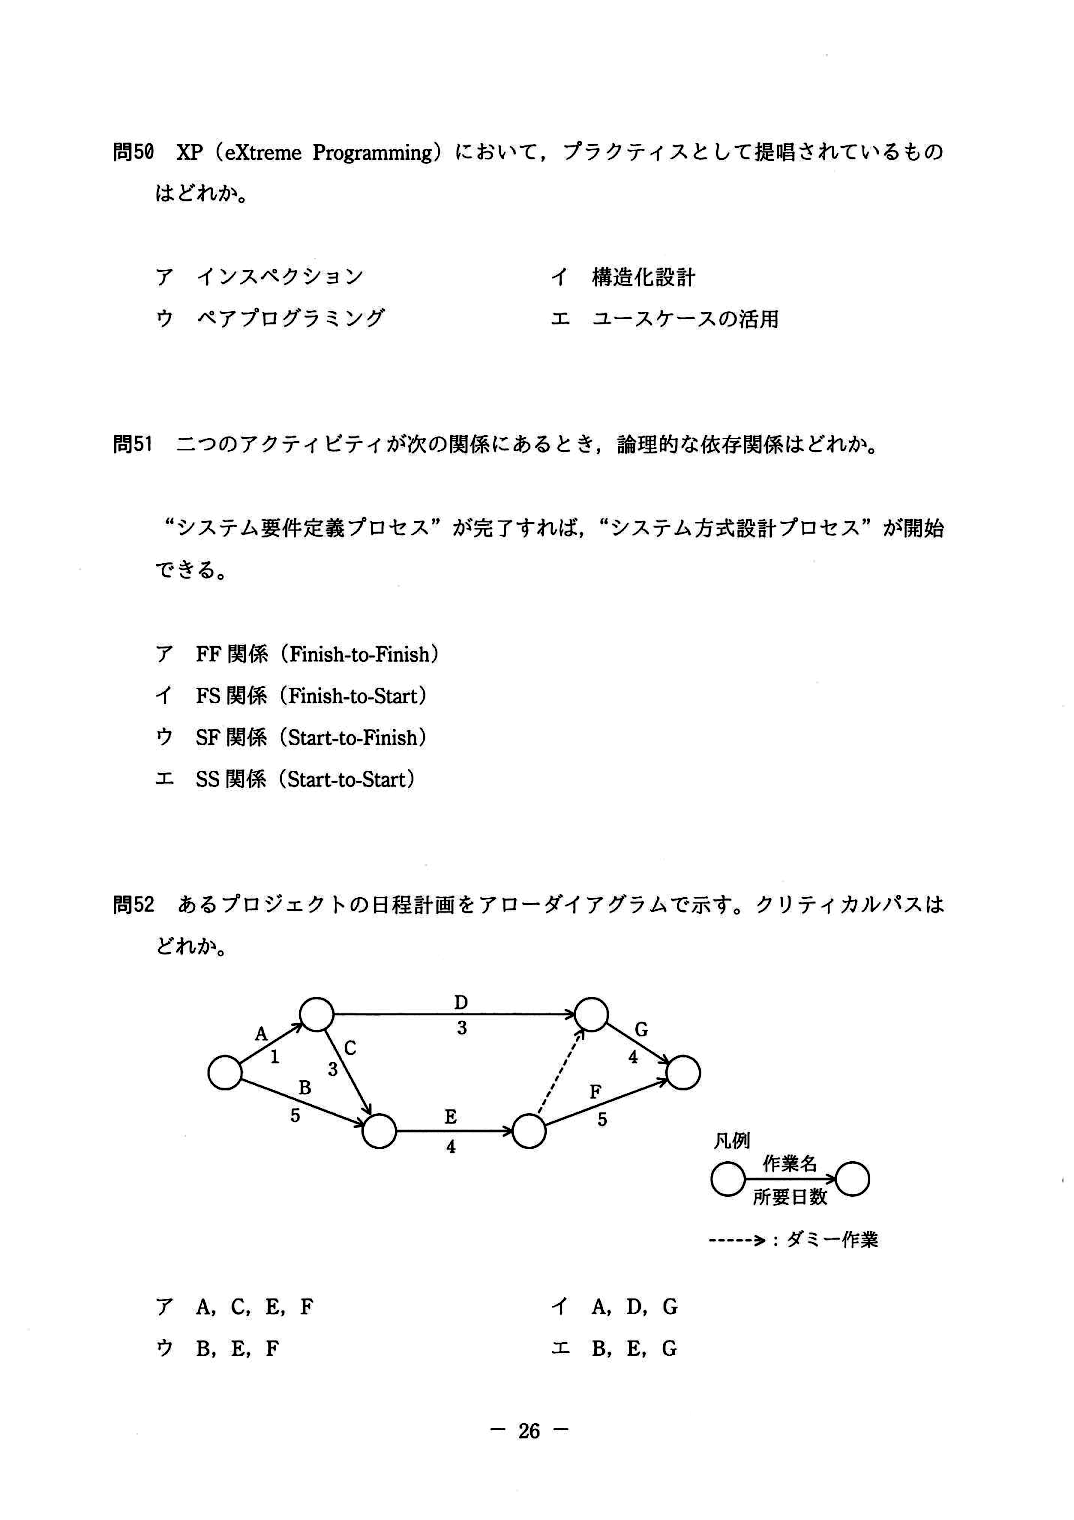 問50 XP（eXtreme Programming）において，プラクティスとして提唱されているもの
はどれか。
ア インスペクション イ 構造化設計
ウ ペアプログラミング エ ユースケースの活用
問51 二つのアクティビティが次の関係にあるとき，論理的な依存関係はどれか。
“システム要件定義プロセス”が完了すれば，“システム方式設計プロセス”が開始
できる。
ア FF 関係（Finish-to-Finish）
イ FS 関係（Finish-to-Start）
ウ SF 関係（Start-to-Finish）
エ SS 関係（Start-to-Start）
問52 あるプロジェクトの日程計画をアローダイアグラムで示す。クリティカルパスは
どれか。
D
3
A
1
C
3
G
4
B
5
E
4
F
5
凡例
作業名
所要日数
：ダミー作業
ア A，C，E，F イ A，D，G
ウ B，E，F エ B，E，G
－ 26 －